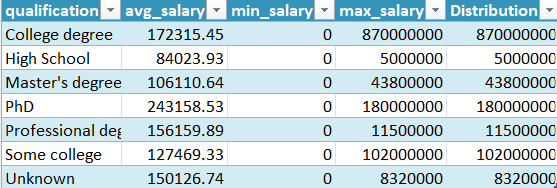 qualification avg_salary min_salary max_salary Distribution
College degree 172315.45 0 870000000 870000000
High School 84023.93 0 5000000 5000000
Master's degree 106110.64 0 43800000 43800000
PhD 243158.53 0 180000000 180000000
Professional deg 156159.89 0 11500000 11500000
Some college 127469.33 0 102000000 102000000
Unknown 150126.74 0 8320000 8320000